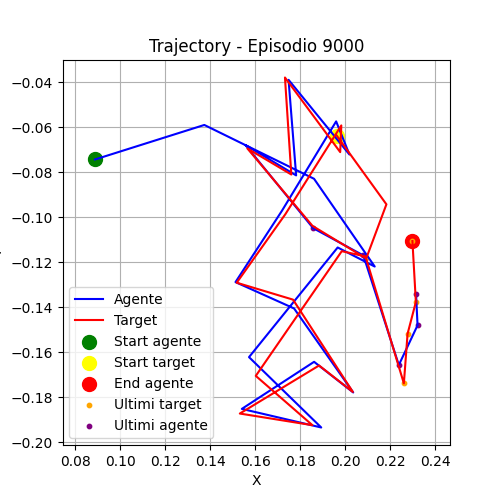 Trajectory - Episodio 9000
−0.04
−0.06
−0.08
−0.10
−0.12
−0.14
−0.16
−0.18
−0.20
Agente
Target
Start agente
Start target
End agente
Ultimi target
Ultimi agente
0.08 0.10 0.12 0.14 0.16 0.18 0.20 0.22 0.24
X